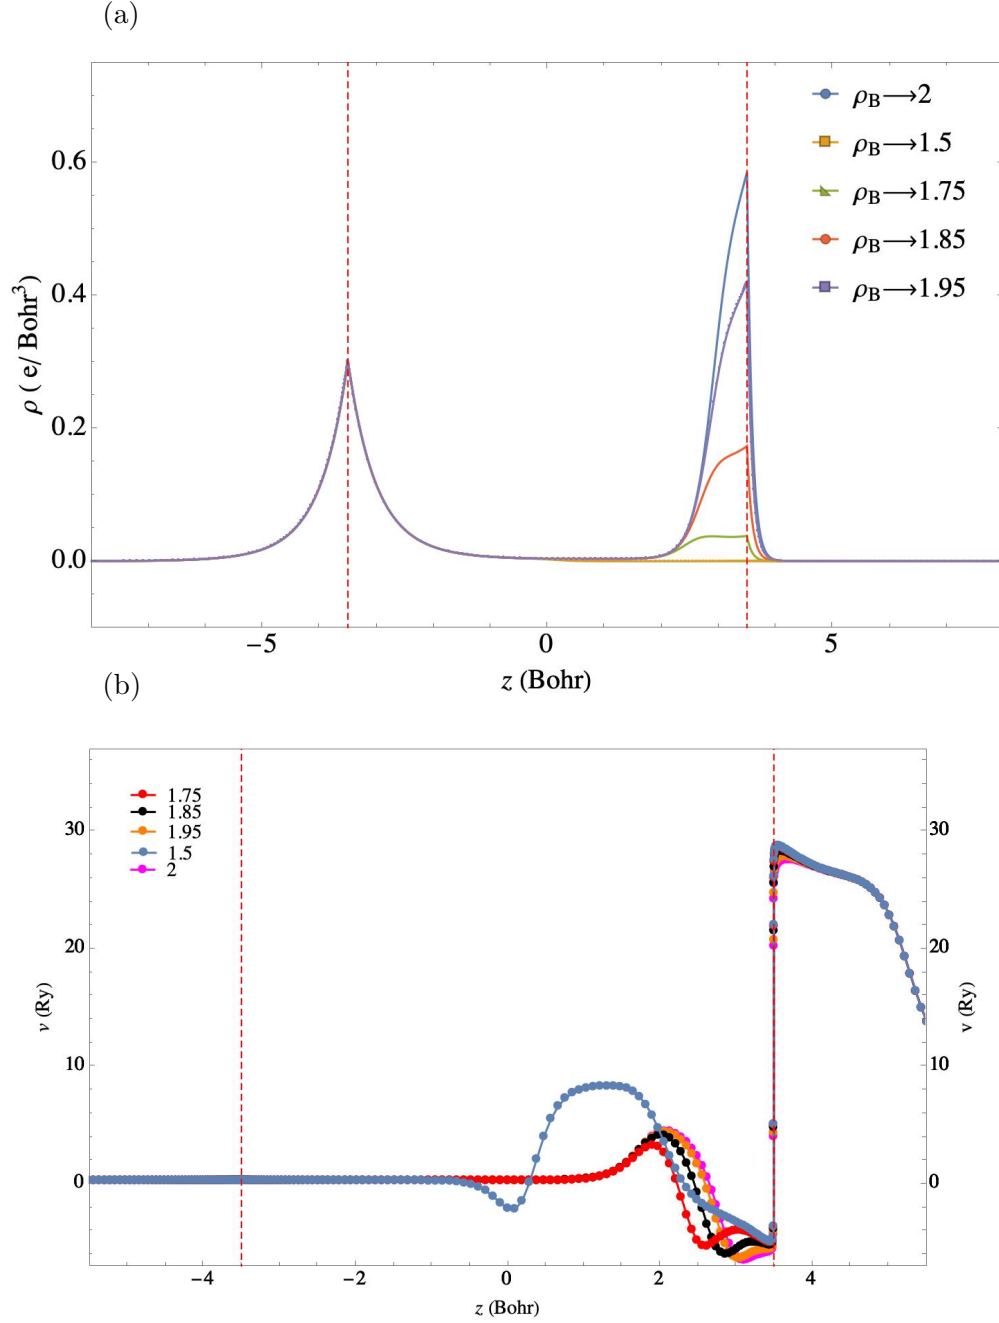 (a)
ρB⟶2
ρB⟶1.5
ρB⟶1.75
ρB⟶1.85
ρB⟶1.95
0.6
0.4
0.2
0.0
ρ ( e/ Bohr³)
−5
0
5
z (Bohr)
(b)
1.75
1.85
1.95
1.5
2
30
20
10
0
v (Ry)
30
20
10
0
v (Ry)
−4
−2
0
2
4
z (Bohr)